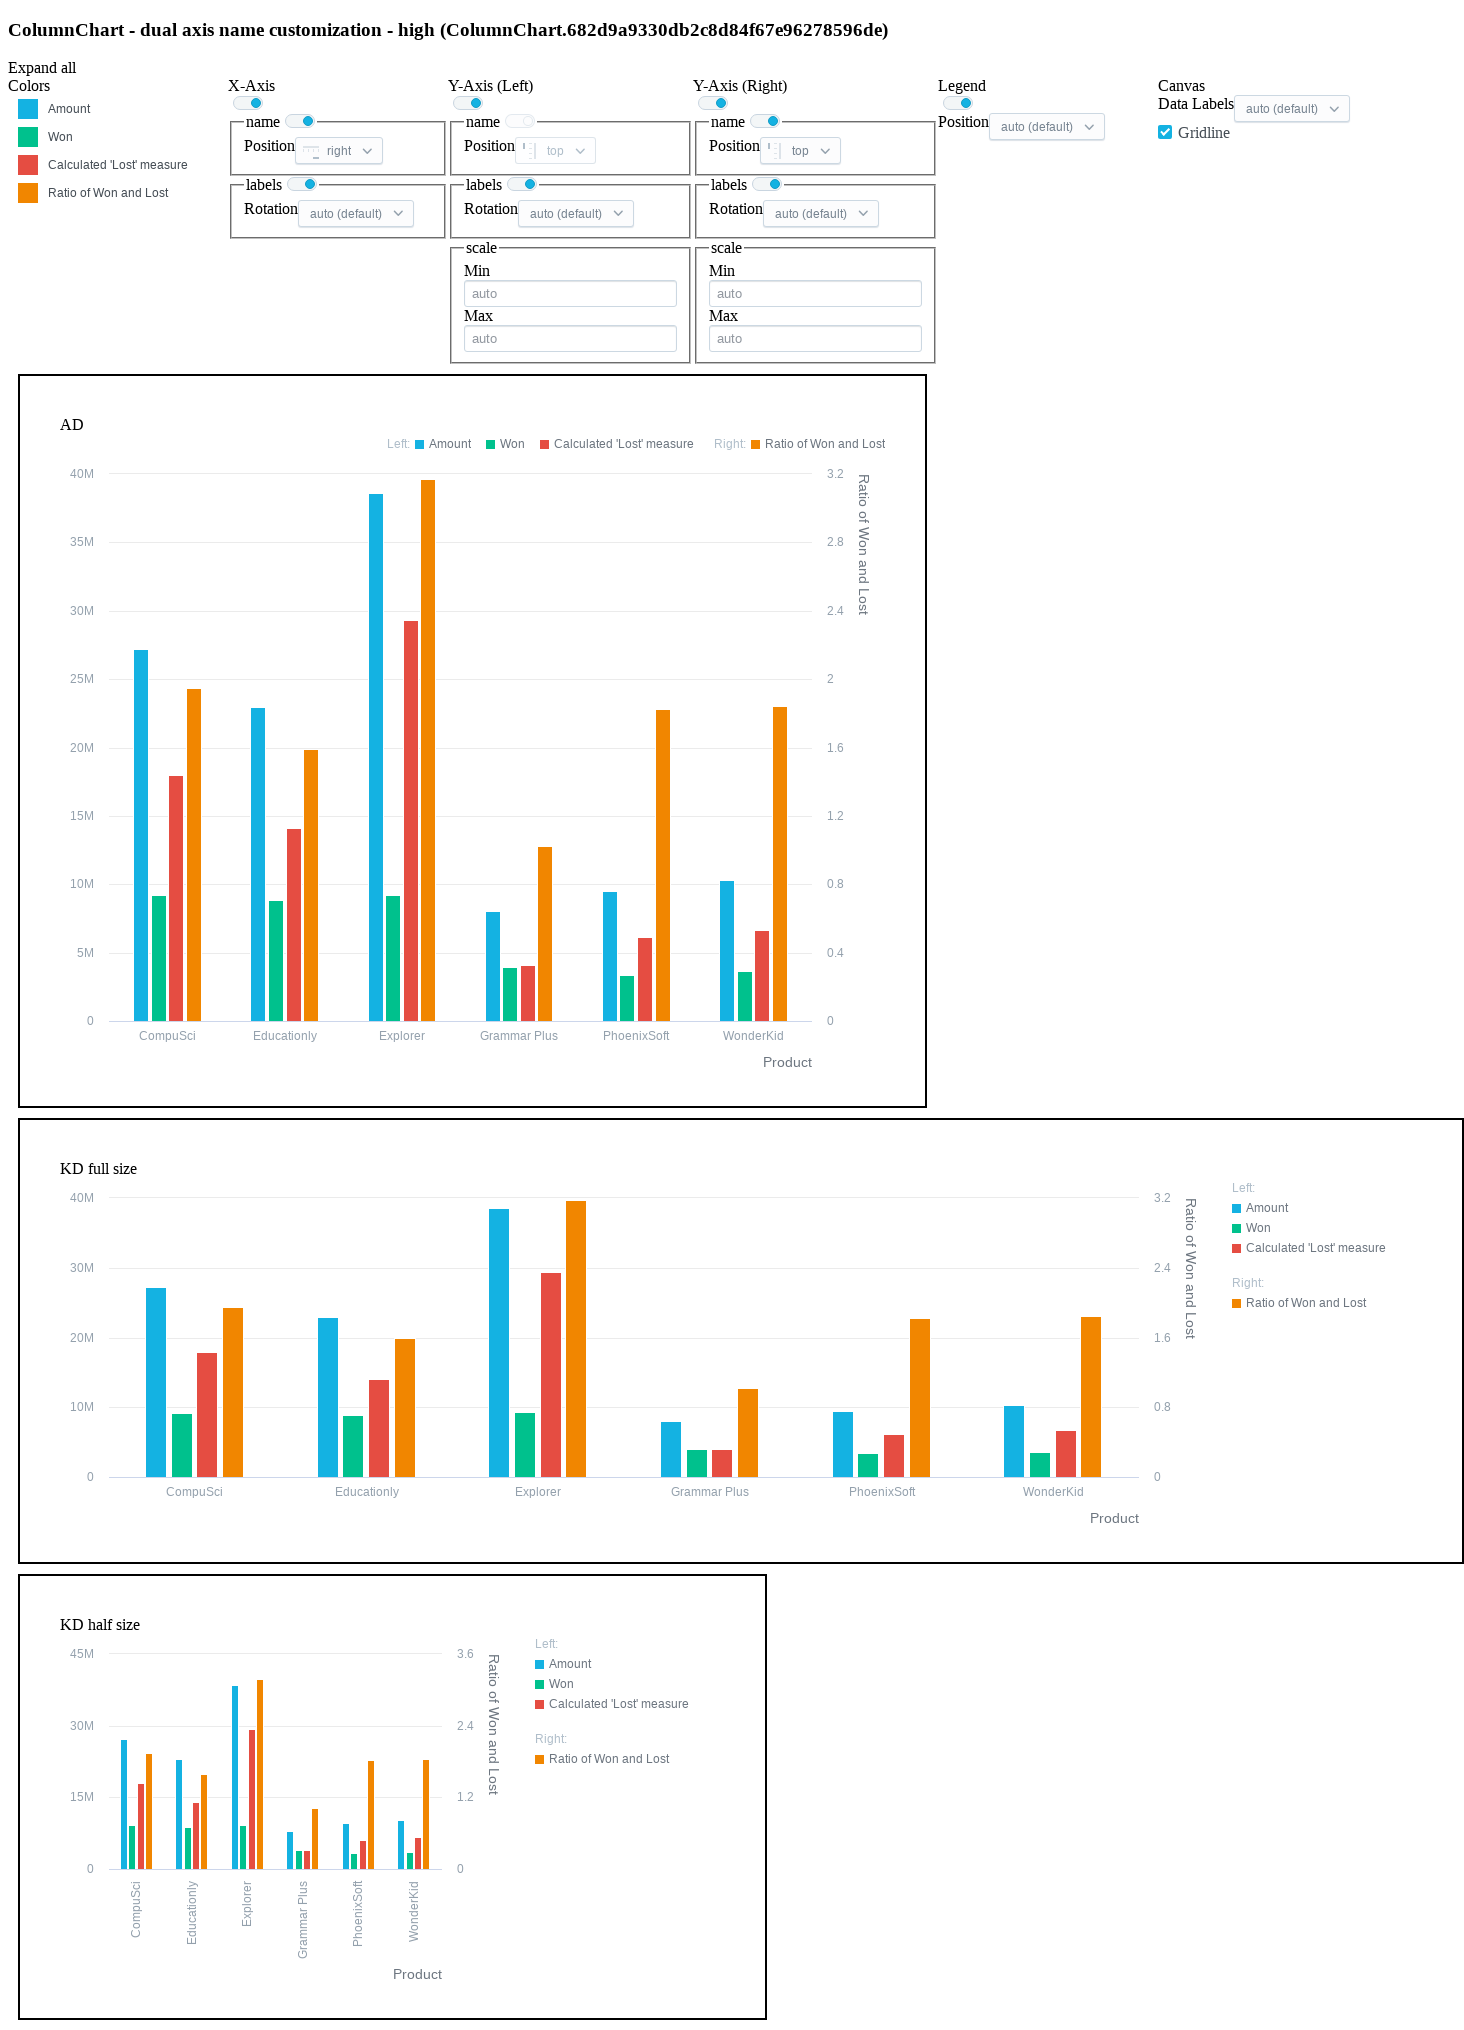 ColumnChart - dual axis name customization - high (ColumnChart.682d9a9330db2c8d84f67e96278596de)
Expand all
Colors
Amount
Won
Calculated 'Lost' measure
Ratio of Won and Lost
X-Axis
name
Position right
labels
Rotation auto (default)
Y-Axis (Left)
name
Position top
labels
Rotation auto (default)
scale
Min
auto
Max
auto
Y-Axis (Right)
name
Position top
labels
Rotation auto (default)
scale
Min
auto
Max
auto
Legend
Position auto (default)
Canvas
Data Labels auto (default)
Gridline
AD
Left: Amount Won Calculated 'Lost' measure Right: Ratio of Won and Lost
40M
35M
30M
25M
20M
15M
10M
5M
0
3.2
2.8
2.4
2
1.6
1.2
0.8
0.4
0
Ratio of Won and Lost
CompuSci Educationly Explorer Grammar Plus PhoenixSoft WonderKid
Product
KD full size
40M
30M
20M
10M
0
3.2
2.4
1.6
0.8
0
Ratio of Won and Lost
Left:
Amount
Won
Calculated 'Lost' measure
Right:
Ratio of Won and Lost
CompuSci Educationly Explorer Grammar Plus PhoenixSoft WonderKid
Product
KD half size
45M
30M
15M
0
3.6
2.4
1.2
0
Ratio of Won and Lost
Left:
Amount
Won
Calculated 'Lost' measure
Right:
Ratio of Won and Lost
CompuSci
Educationly
Explorer
Grammar Plus
PhoenixSoft
WonderKid
Product